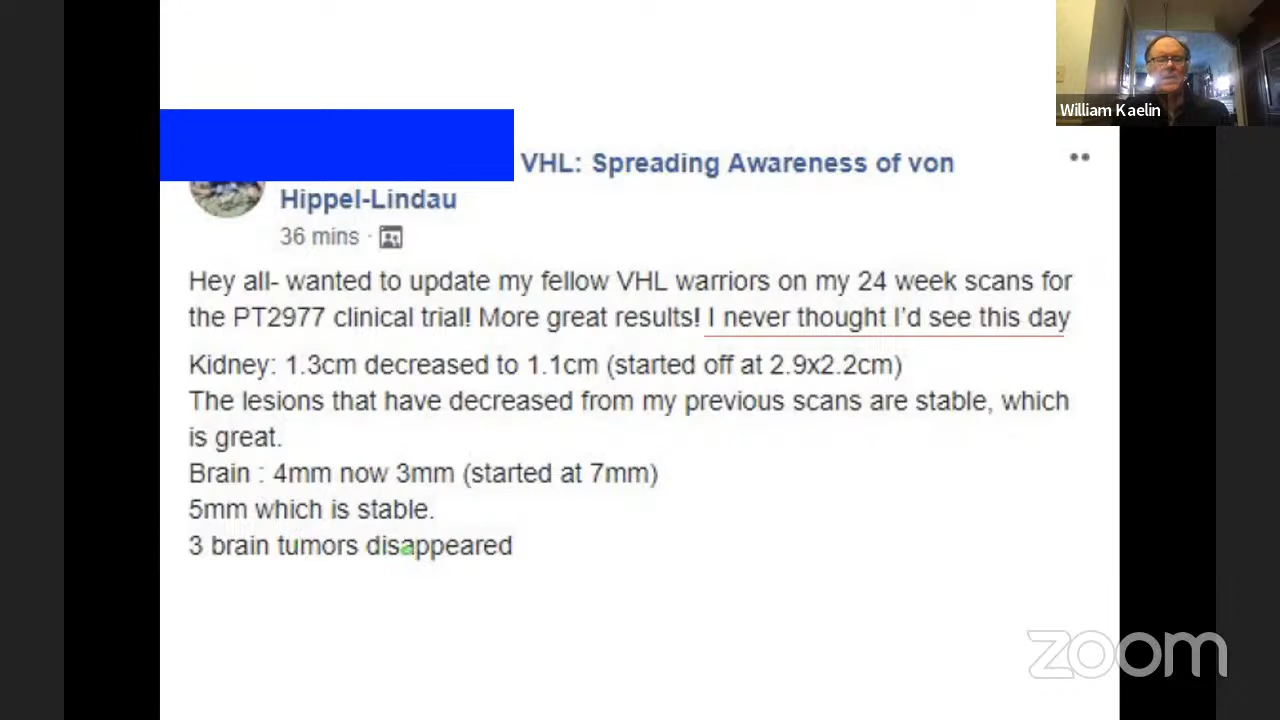 William Kaelin
VHL: Spreading Awareness of von
Hippel-Lindau
36 mins ·
Hey all- wanted to update my fellow VHL warriors on my 24 week scans for
the PT2977 clinical trial! More great results! I never thought I'd see this day
Kidney: 1.3cm decreased to 1.1cm (started off at 2.9x2.2cm)
The lesions that have decreased from my previous scans are stable, which
is great.
Brain : 4mm now 3mm (started at 7mm)
5mm which is stable.
3 brain tumors disappeared
zoom